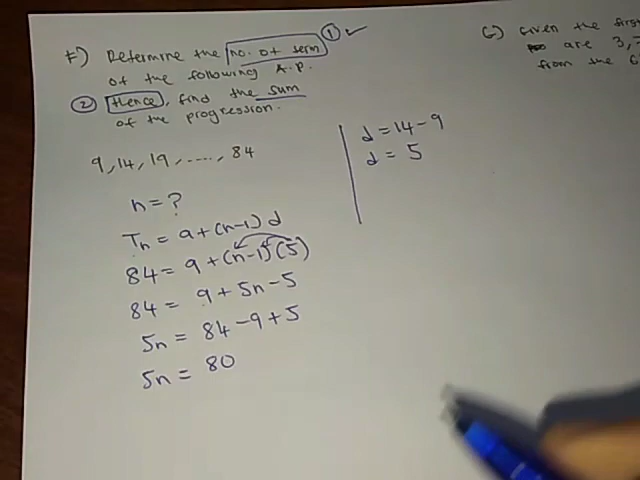 F) Determine the no. of term ①✓
of the following A.P.
② Hence, find the sum
of the progression.
9, 14, 19, ....., 84
n = ?
Tn = a + (n-1) d
84 = 9 + (n-1)(5)
84 = 9 + 5n - 5
5n = 84 - 9 + 5
5n = 80
d = 14 - 9
d = 5
G) Given the first
are 3,
from the